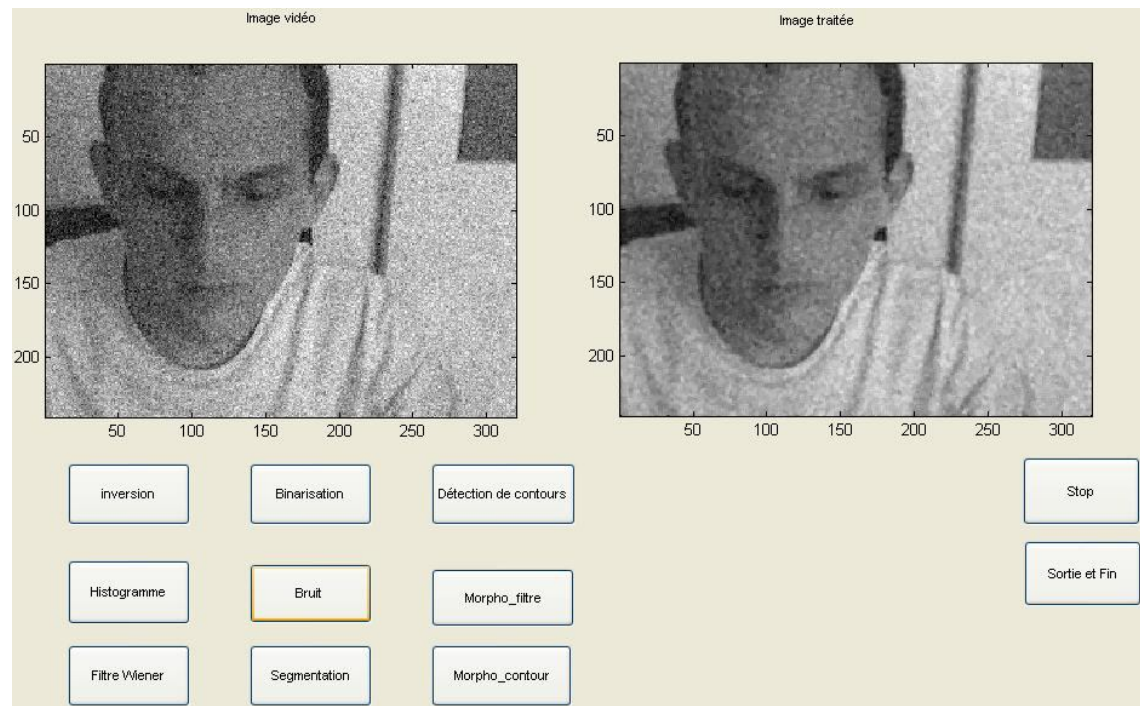 Image vidéo
Image traitée
50
100
150
200
50
100
150
200
250
300
50
100
150
200
50
100
150
200
250
300
inversion
Binarisation
Détection de contours
Stop
Histogramme
Bruit
Morpho_filtre
Sortie et Fin
Filtre Wiener
Segmentation
Morpho_contour